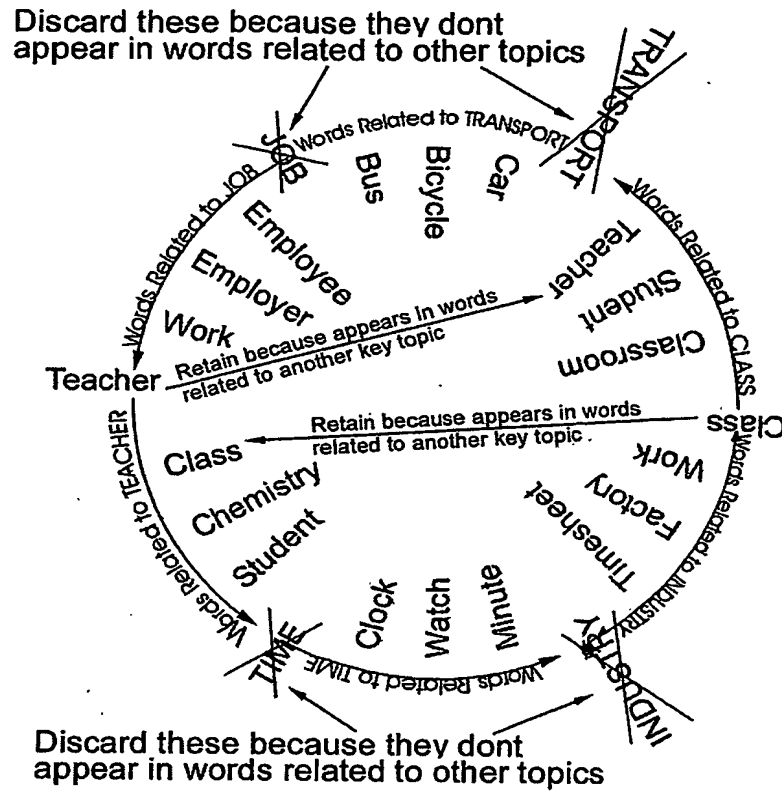 Discard these because they dont
appear in words related to other topics
TRANSPORT
JOB
Words Related to TRANSPORT
Bus
Bicycle
Car
Words Related to JOB
Employee
Employer
Work
Words Related to CLASS
Teacher
Student
Classroom
Retain because appears in words
related to another key topic
Teacher
Retain because appears in words
related to another key topic.
Class
Words Related to TEACHER
Class
Chemistry
Student
Work
Factory
Timesheet
Words Related to INDUSTRY
Clock
Watch
Minute
TIME
Words Related to TIME
INDUSTRY
Discard these because they dont
appear in words related to other topics